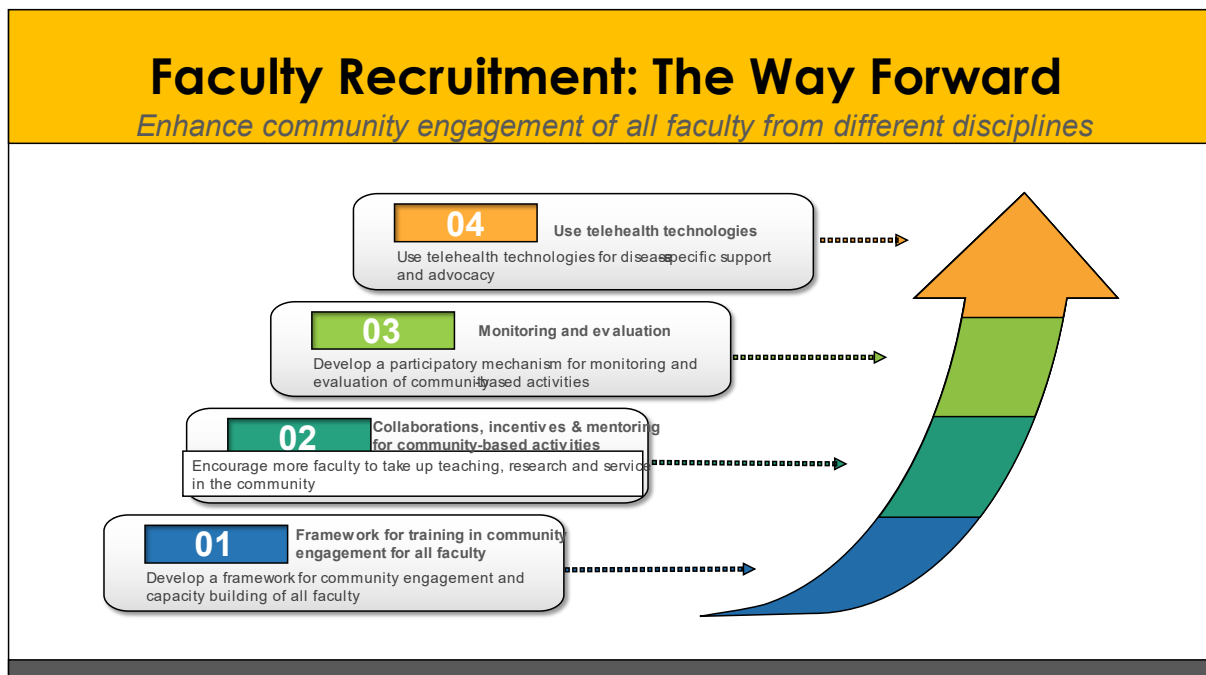 Faculty Recruitment: The Way Forward
Enhance community engagement of all faculty from different disciplines
04
Use telehealth technologies
Use telehealth technologies for disease-specific support
and advocacy
03
Monitoring and evaluation
Develop a participatory mechanism for monitoring and
evaluation of community-based activities
02
Collaborations, incentives & mentoring
for community-based activities
Encourage more faculty to take up teaching, research and service
in the community
01
Framework for training in community
engagement for all faculty
Develop a framework for community engagement and
capacity building of all faculty